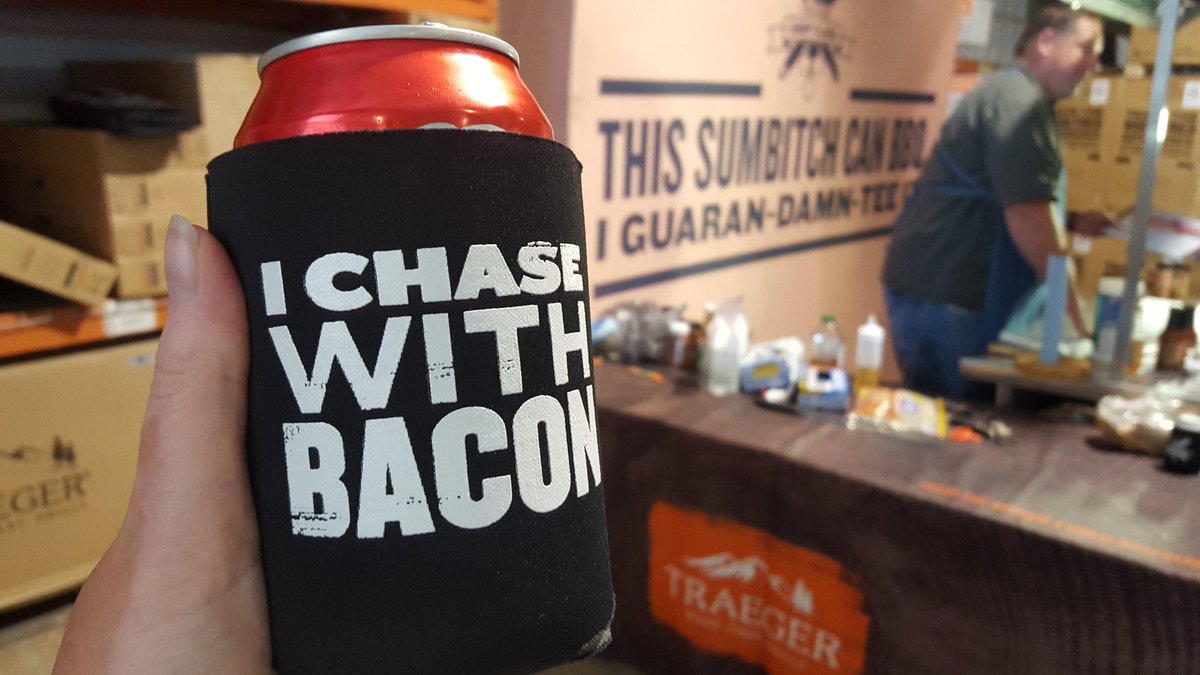 I CHASE
WITH
BACON
THIS SUMBITCH CAN BBQ.
I GUARAN-DAMN-TEE
TRAEGER
TRAEGER